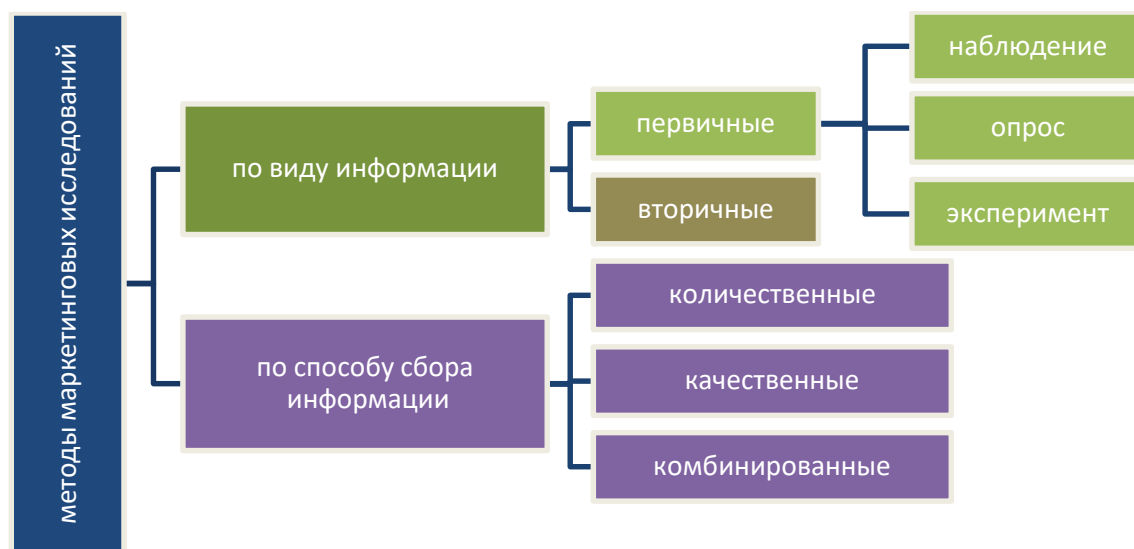 методы маркетинговых исследований
по виду информации
первичные
наблюдение
опрос
эксперимент
вторичные
по способу сбора
информации
количественные
качественные
комбинированные